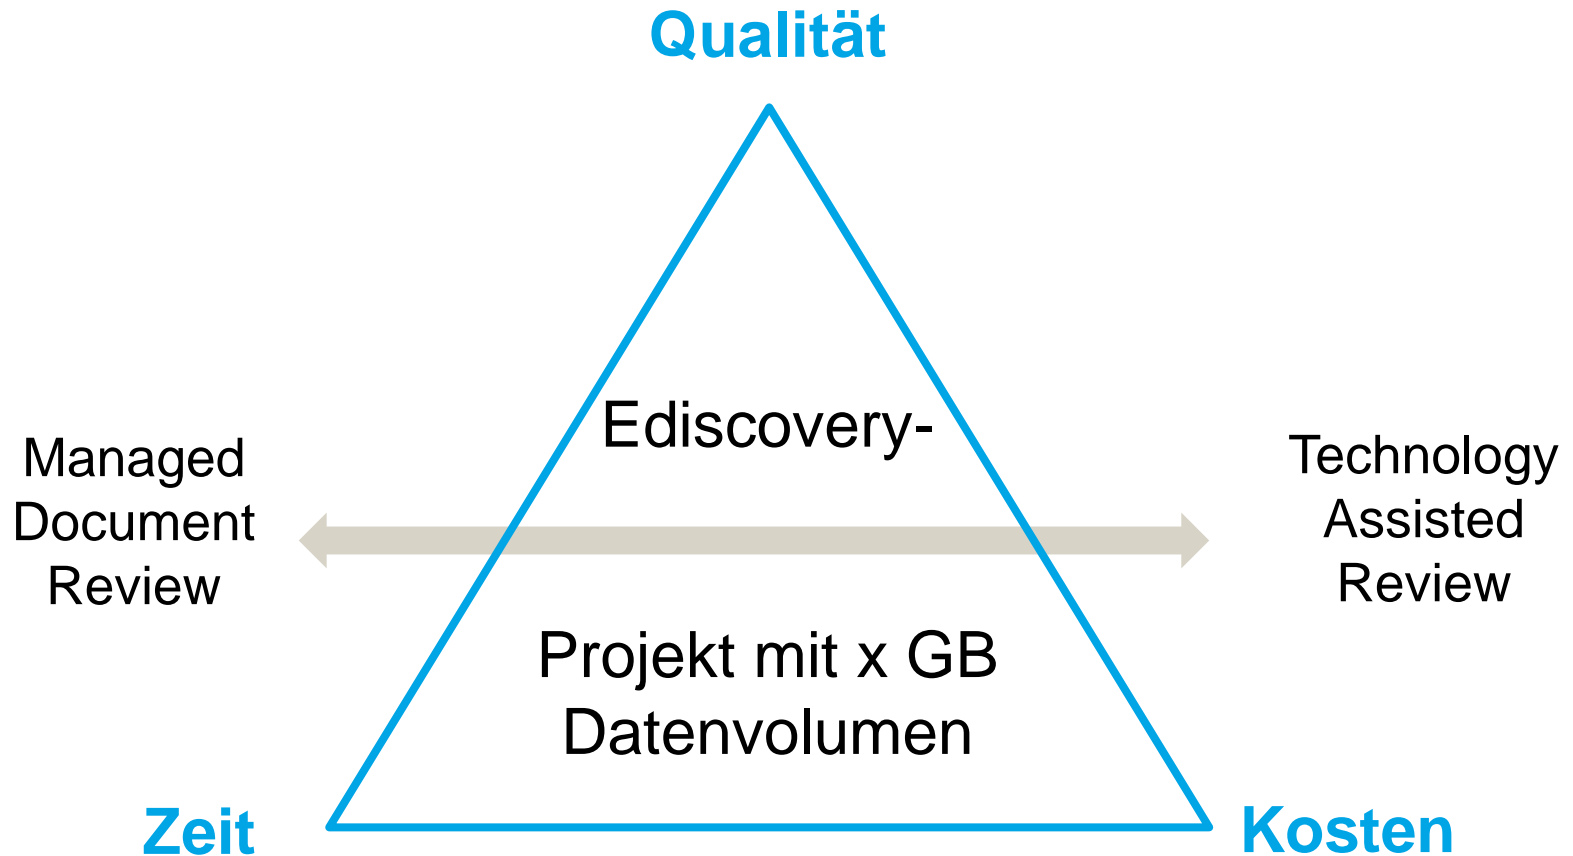 Qualität
Ediscovery-
Managed
Document
Review
Technology
Assisted
Review
Projekt mit x GB
Datenvolumen
Zeit
Kosten